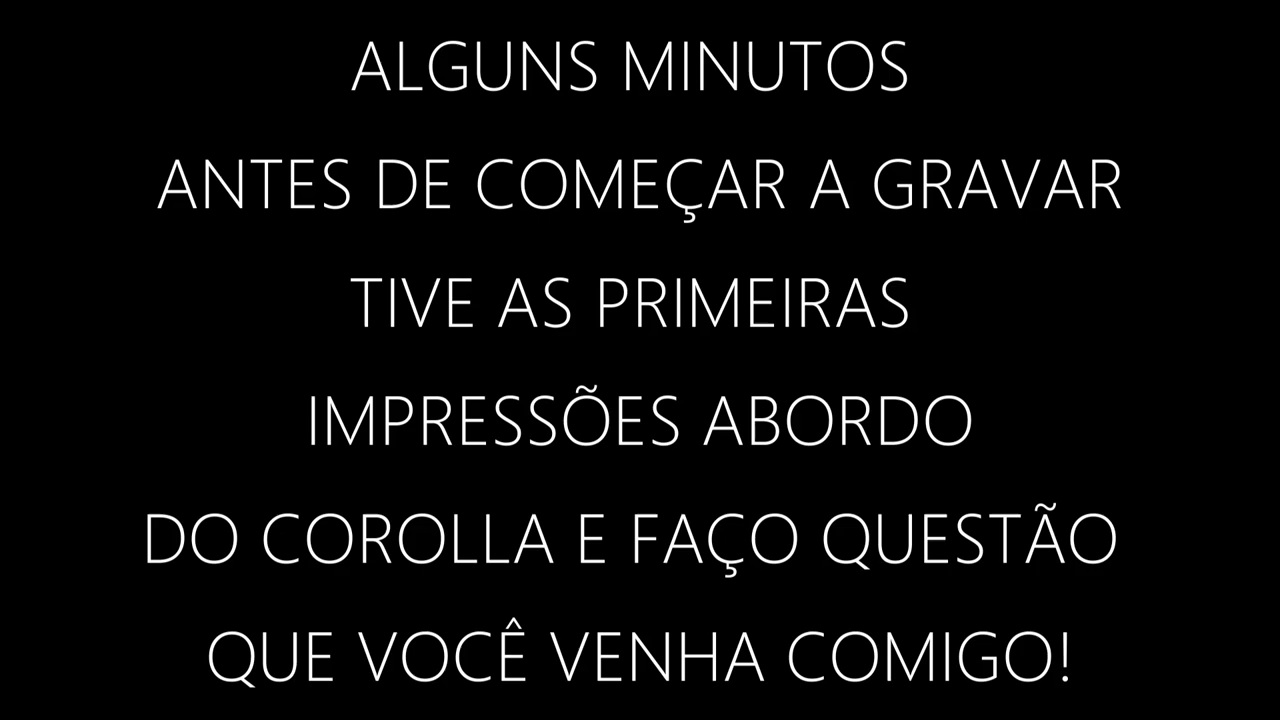 ALGUNS MINUTOS
ANTES DE COMEÇAR A GRAVAR
TIVE AS PRIMEIRAS
IMPRESSÕES ABORDO
DO COROLLA E FAÇO QUESTÃO
QUE VOCÊ VENHA COMIGO!